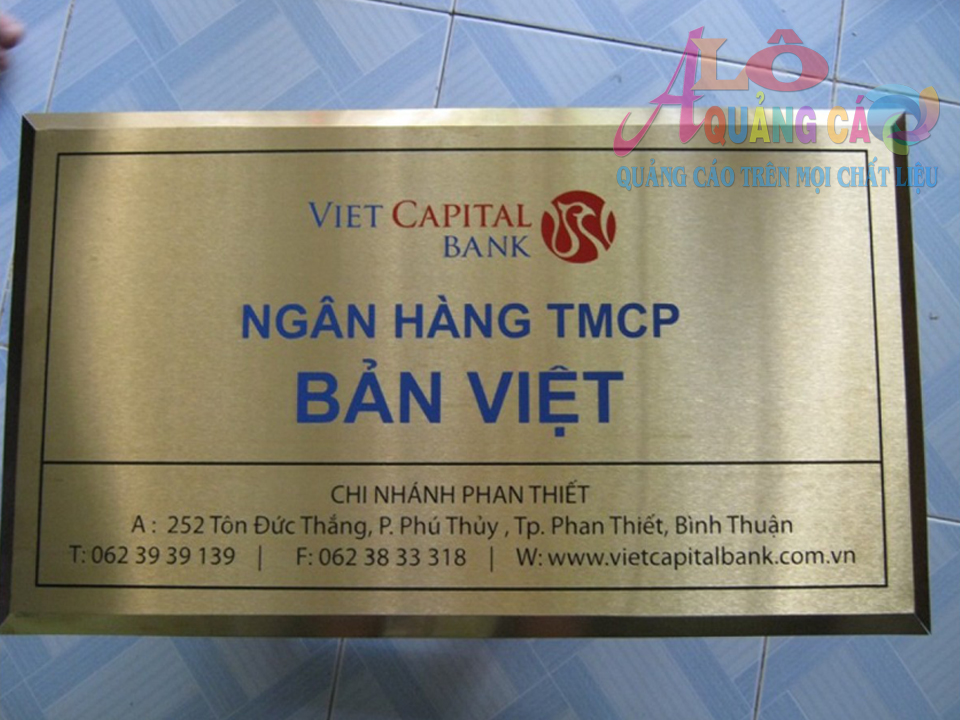 ALÔ
QUẢNG CÁO
QUẢNG CÁO TRÊN MỌI CHẤT LIỆU
VIET CAPITAL
BANK
NGÂN HÀNG TMCP
BẢN VIỆT
CHI NHÁNH PHAN THIẾT
A : 252 Tôn Đức Thắng, P. Phú Thủy , Tp. Phan Thiết, Bình Thuận
T: 062 39 39 139 | F: 062 38 33 318 | W: www.vietcapitalbank.com.vn